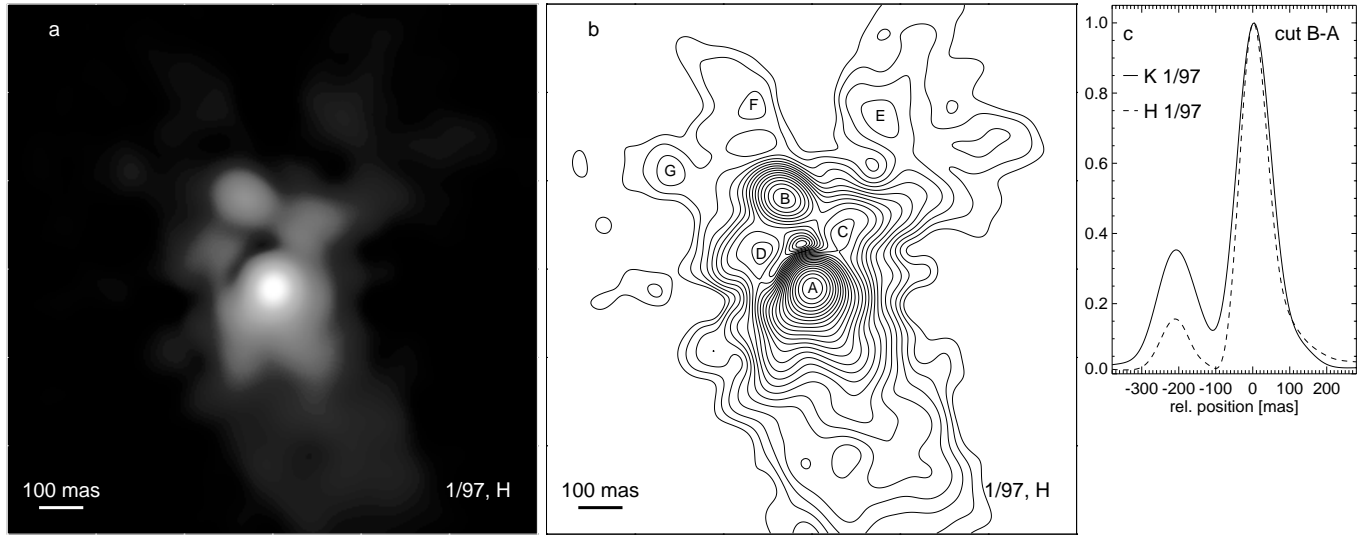 a
100 mas
1/97, H
b
F
E
G
B
C
D
A
100 mas
1/97, H
c
cut B-A
K 1/97
H 1/97
1.0
0.8
0.6
0.4
0.2
0.0
-300 -200 -100 0 100 200
rel. position [mas]